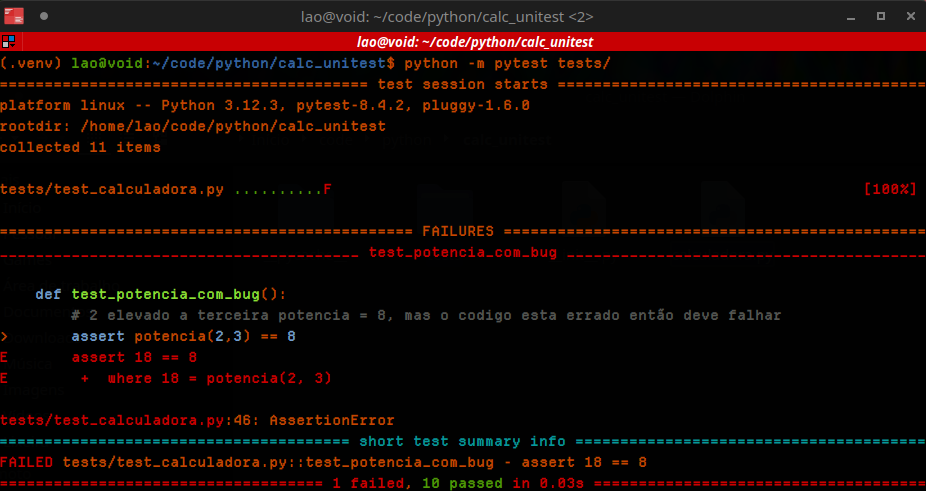 lao@void: ~/code/python/calc_unitest <2>
lao@void: ~/code/python/calc_unitest
(.venv) lao@void:~/code/python/calc_unitest$ python -m pytest tests/
========================================= test session starts =========================================
platform linux -- Python 3.12.3, pytest-8.4.2, pluggy-1.6.0
rootdir: /home/lao/code/python/calc_unitest
collected 11 items
tests/test_calculadora.py ..........F [100%]
============================================== FAILURES ===============================================
________________________________________ test_potencia_com_bug ________________________________________
def test_potencia_com_bug():
# 2 elevado a terceira potencia = 8, mas o codigo esta errado então deve falhar
> assert potencia(2,3) == 8
E assert 18 == 8
E + where 18 = potencia(2, 3)
tests/test_calculadora.py:46: AssertionError
======================================= short test summary info =======================================
FAILED tests/test_calculadora.py::test_potencia_com_bug - assert 18 == 8
==================================== 1 failed, 10 passed in 0.03s =====================================